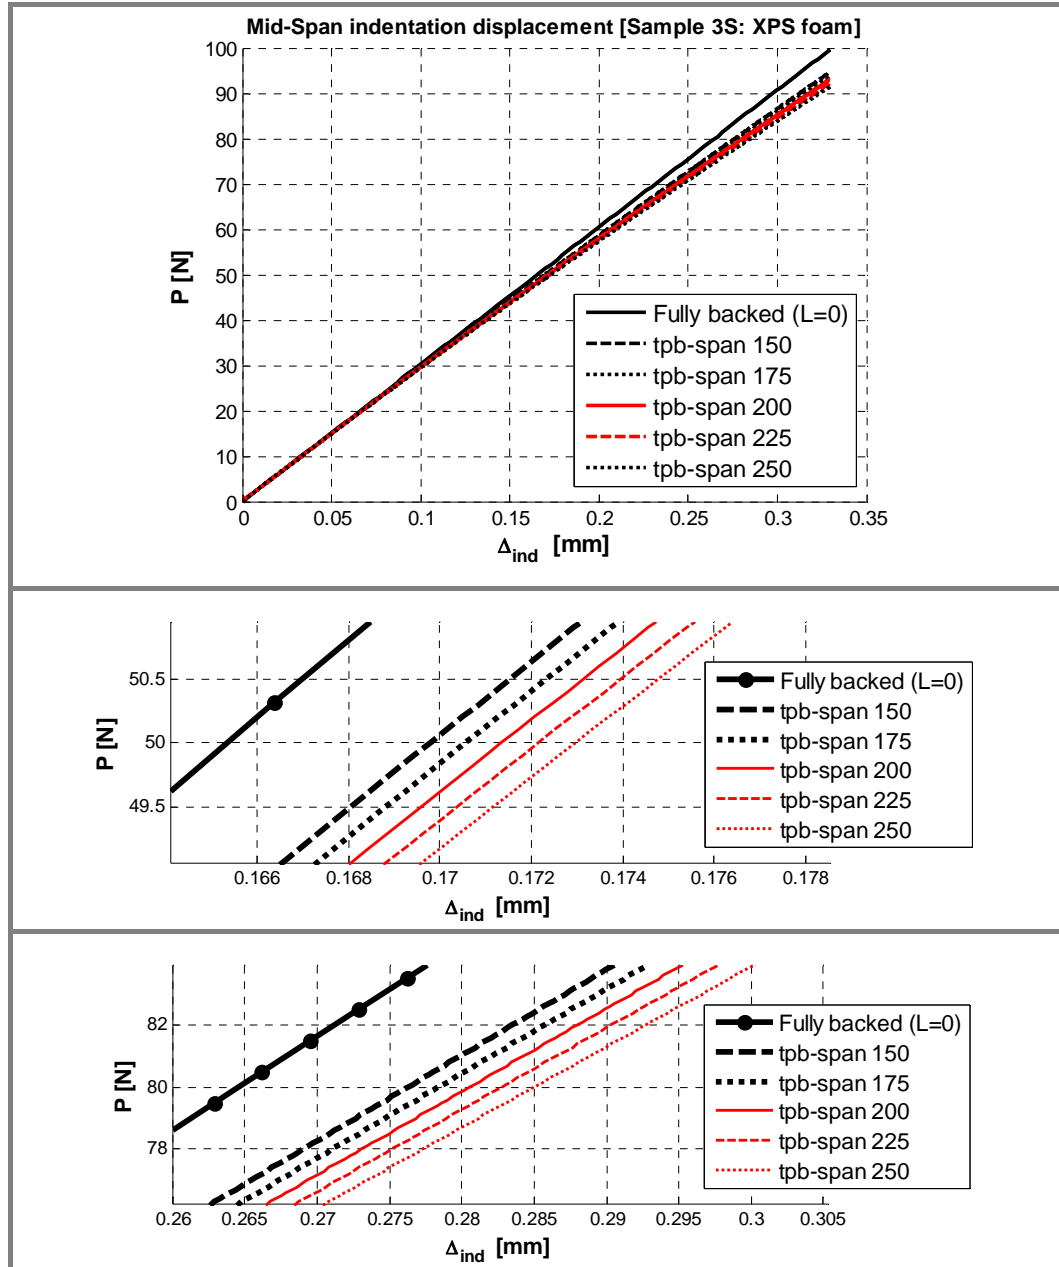 Mid-Span indentation displacement [Sample 3S: XPS foam]
100
90
80
70
60
50
40
30
20
10
0
P [N]
0
0.05
0.1
0.15
0.2
0.25
0.3
0.35
Δind [mm]
Fully backed (L=0)
tpb-span 150
tpb-span 175
tpb-span 200
tpb-span 225
tpb-span 250
50.5
50
49.5
P [N]
0.166
0.168
0.17
0.172
0.174
0.176
0.178
Δind [mm]
Fully backed (L=0)
tpb-span 150
tpb-span 175
tpb-span 200
tpb-span 225
tpb-span 250
82
80
78
P [N]
0.26
0.265
0.27
0.275
0.28
0.285
0.29
0.295
0.3
0.305
Δind [mm]
Fully backed (L=0)
tpb-span 150
tpb-span 175
tpb-span 200
tpb-span 225
tpb-span 250